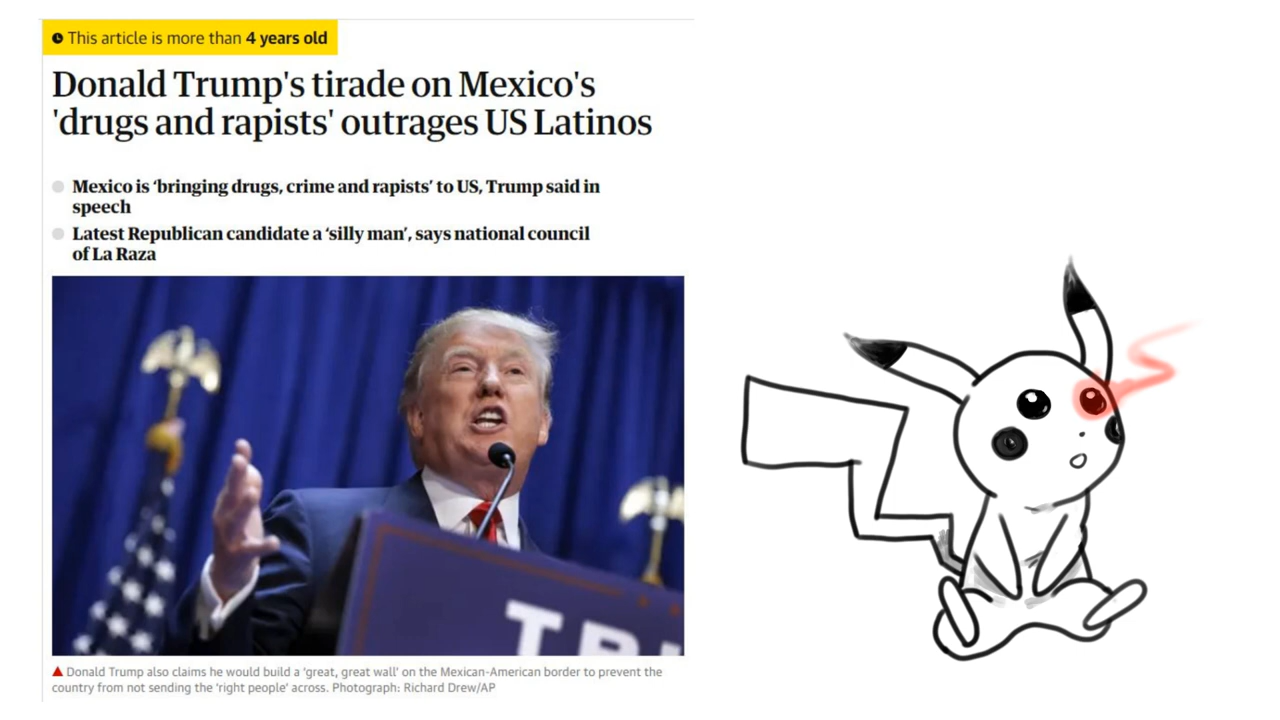 This article is more than 4 years old
Donald Trump's tirade on Mexico's
'drugs and rapists' outrages US Latinos
Mexico is 'bringing drugs, crime and rapists' to US, Trump said in
speech
Latest Republican candidate a 'silly man', says national council
of La Raza
Donald Trump also claims he would build a 'great, great wall' on the Mexican-American border to prevent the
country from not sending the 'right people' across. Photograph: Richard Drew/AP